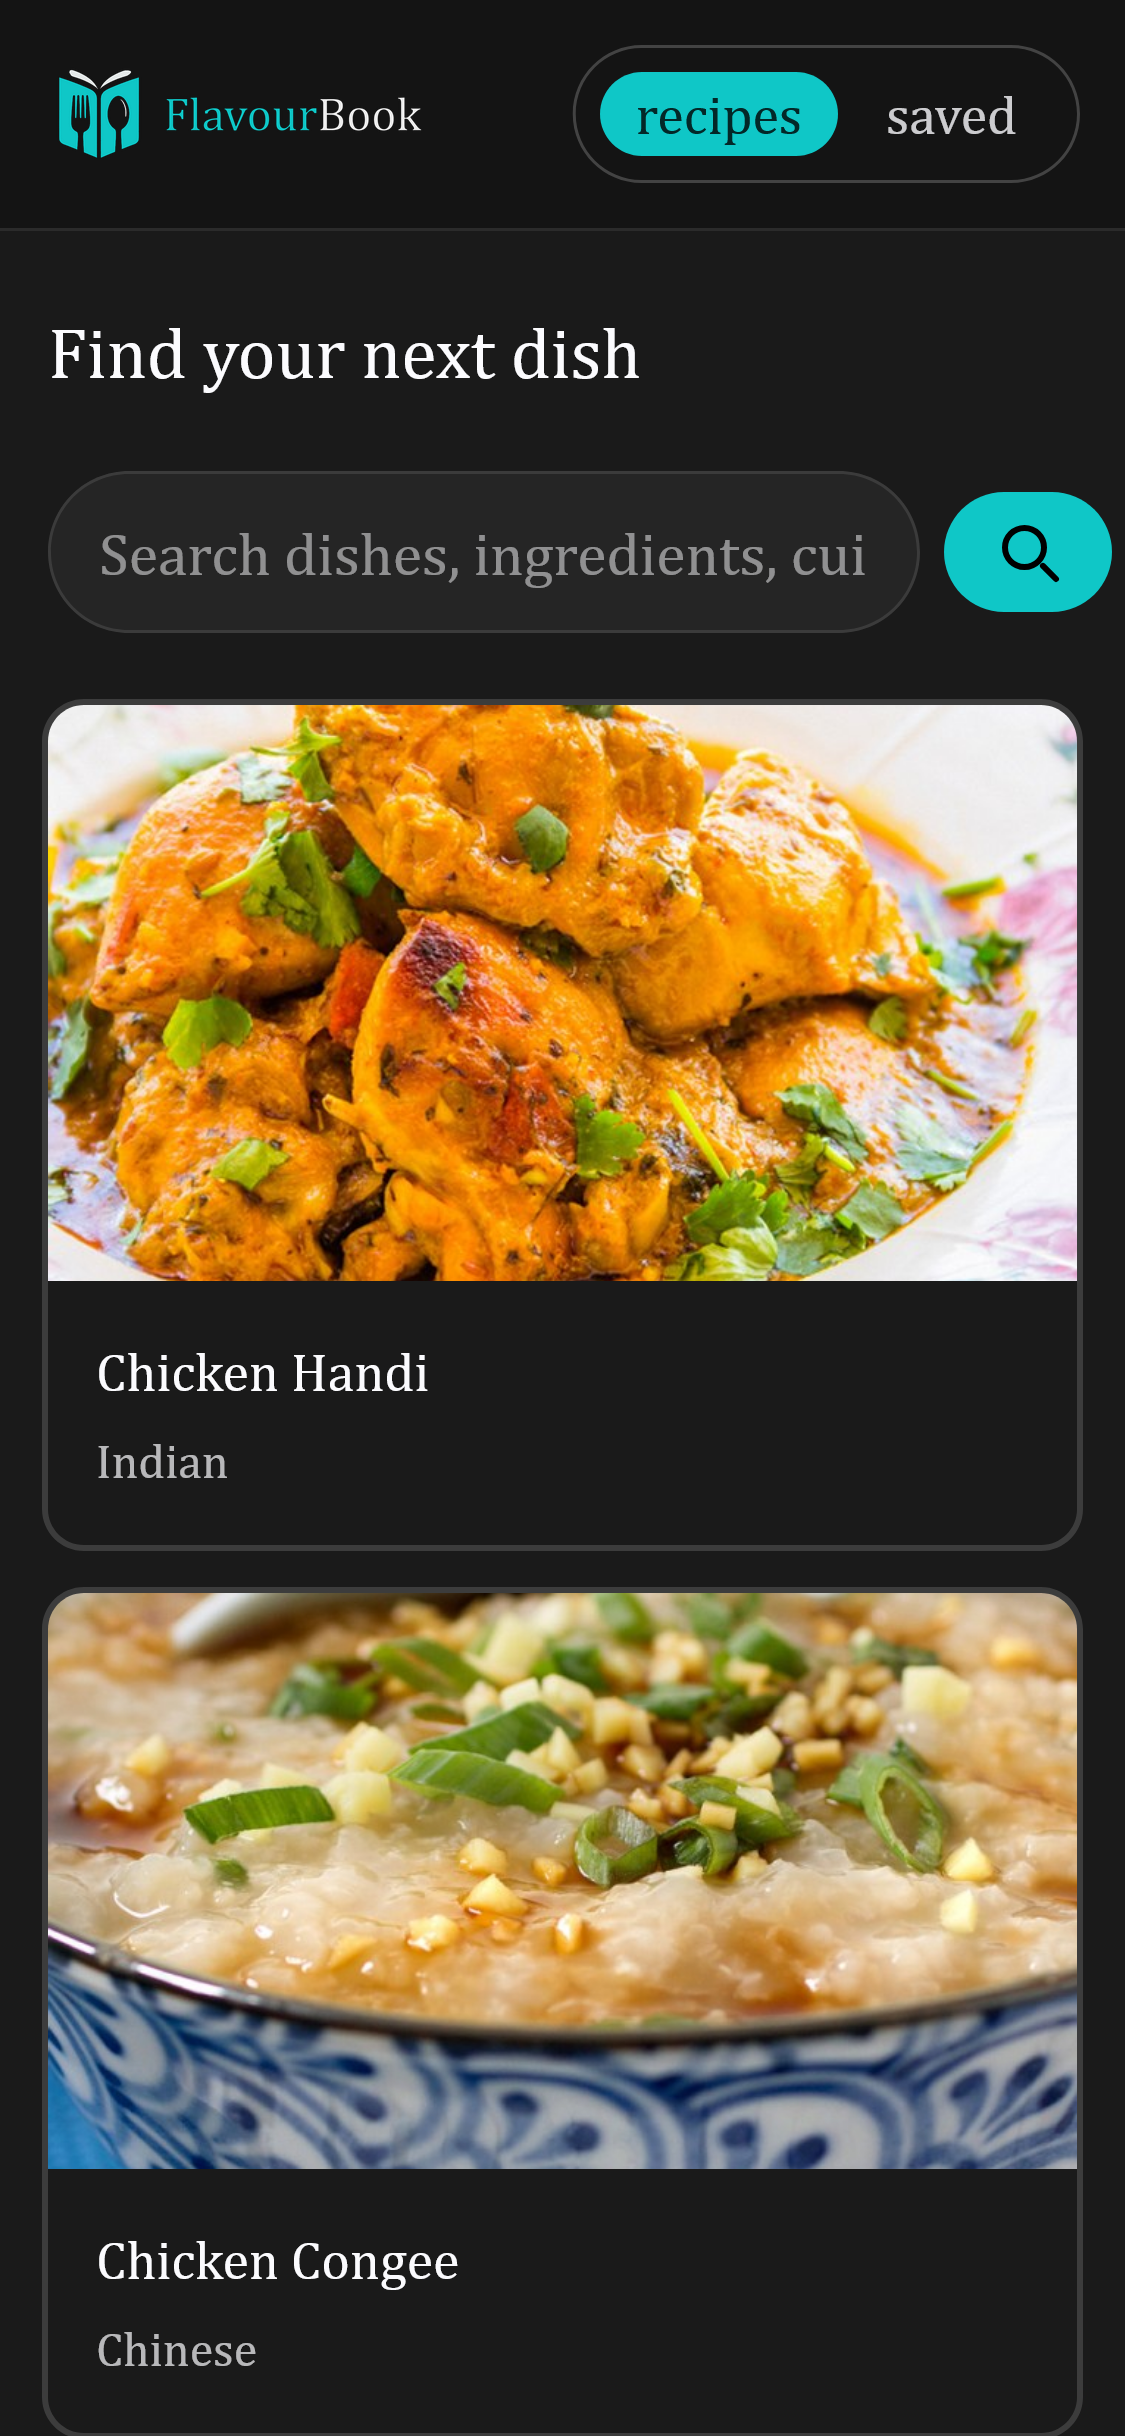 FlavourBook
recipes saved
Find your next dish
Search dishes, ingredients, cui
Chicken Handi
Indian
Chicken Congee
Chinese